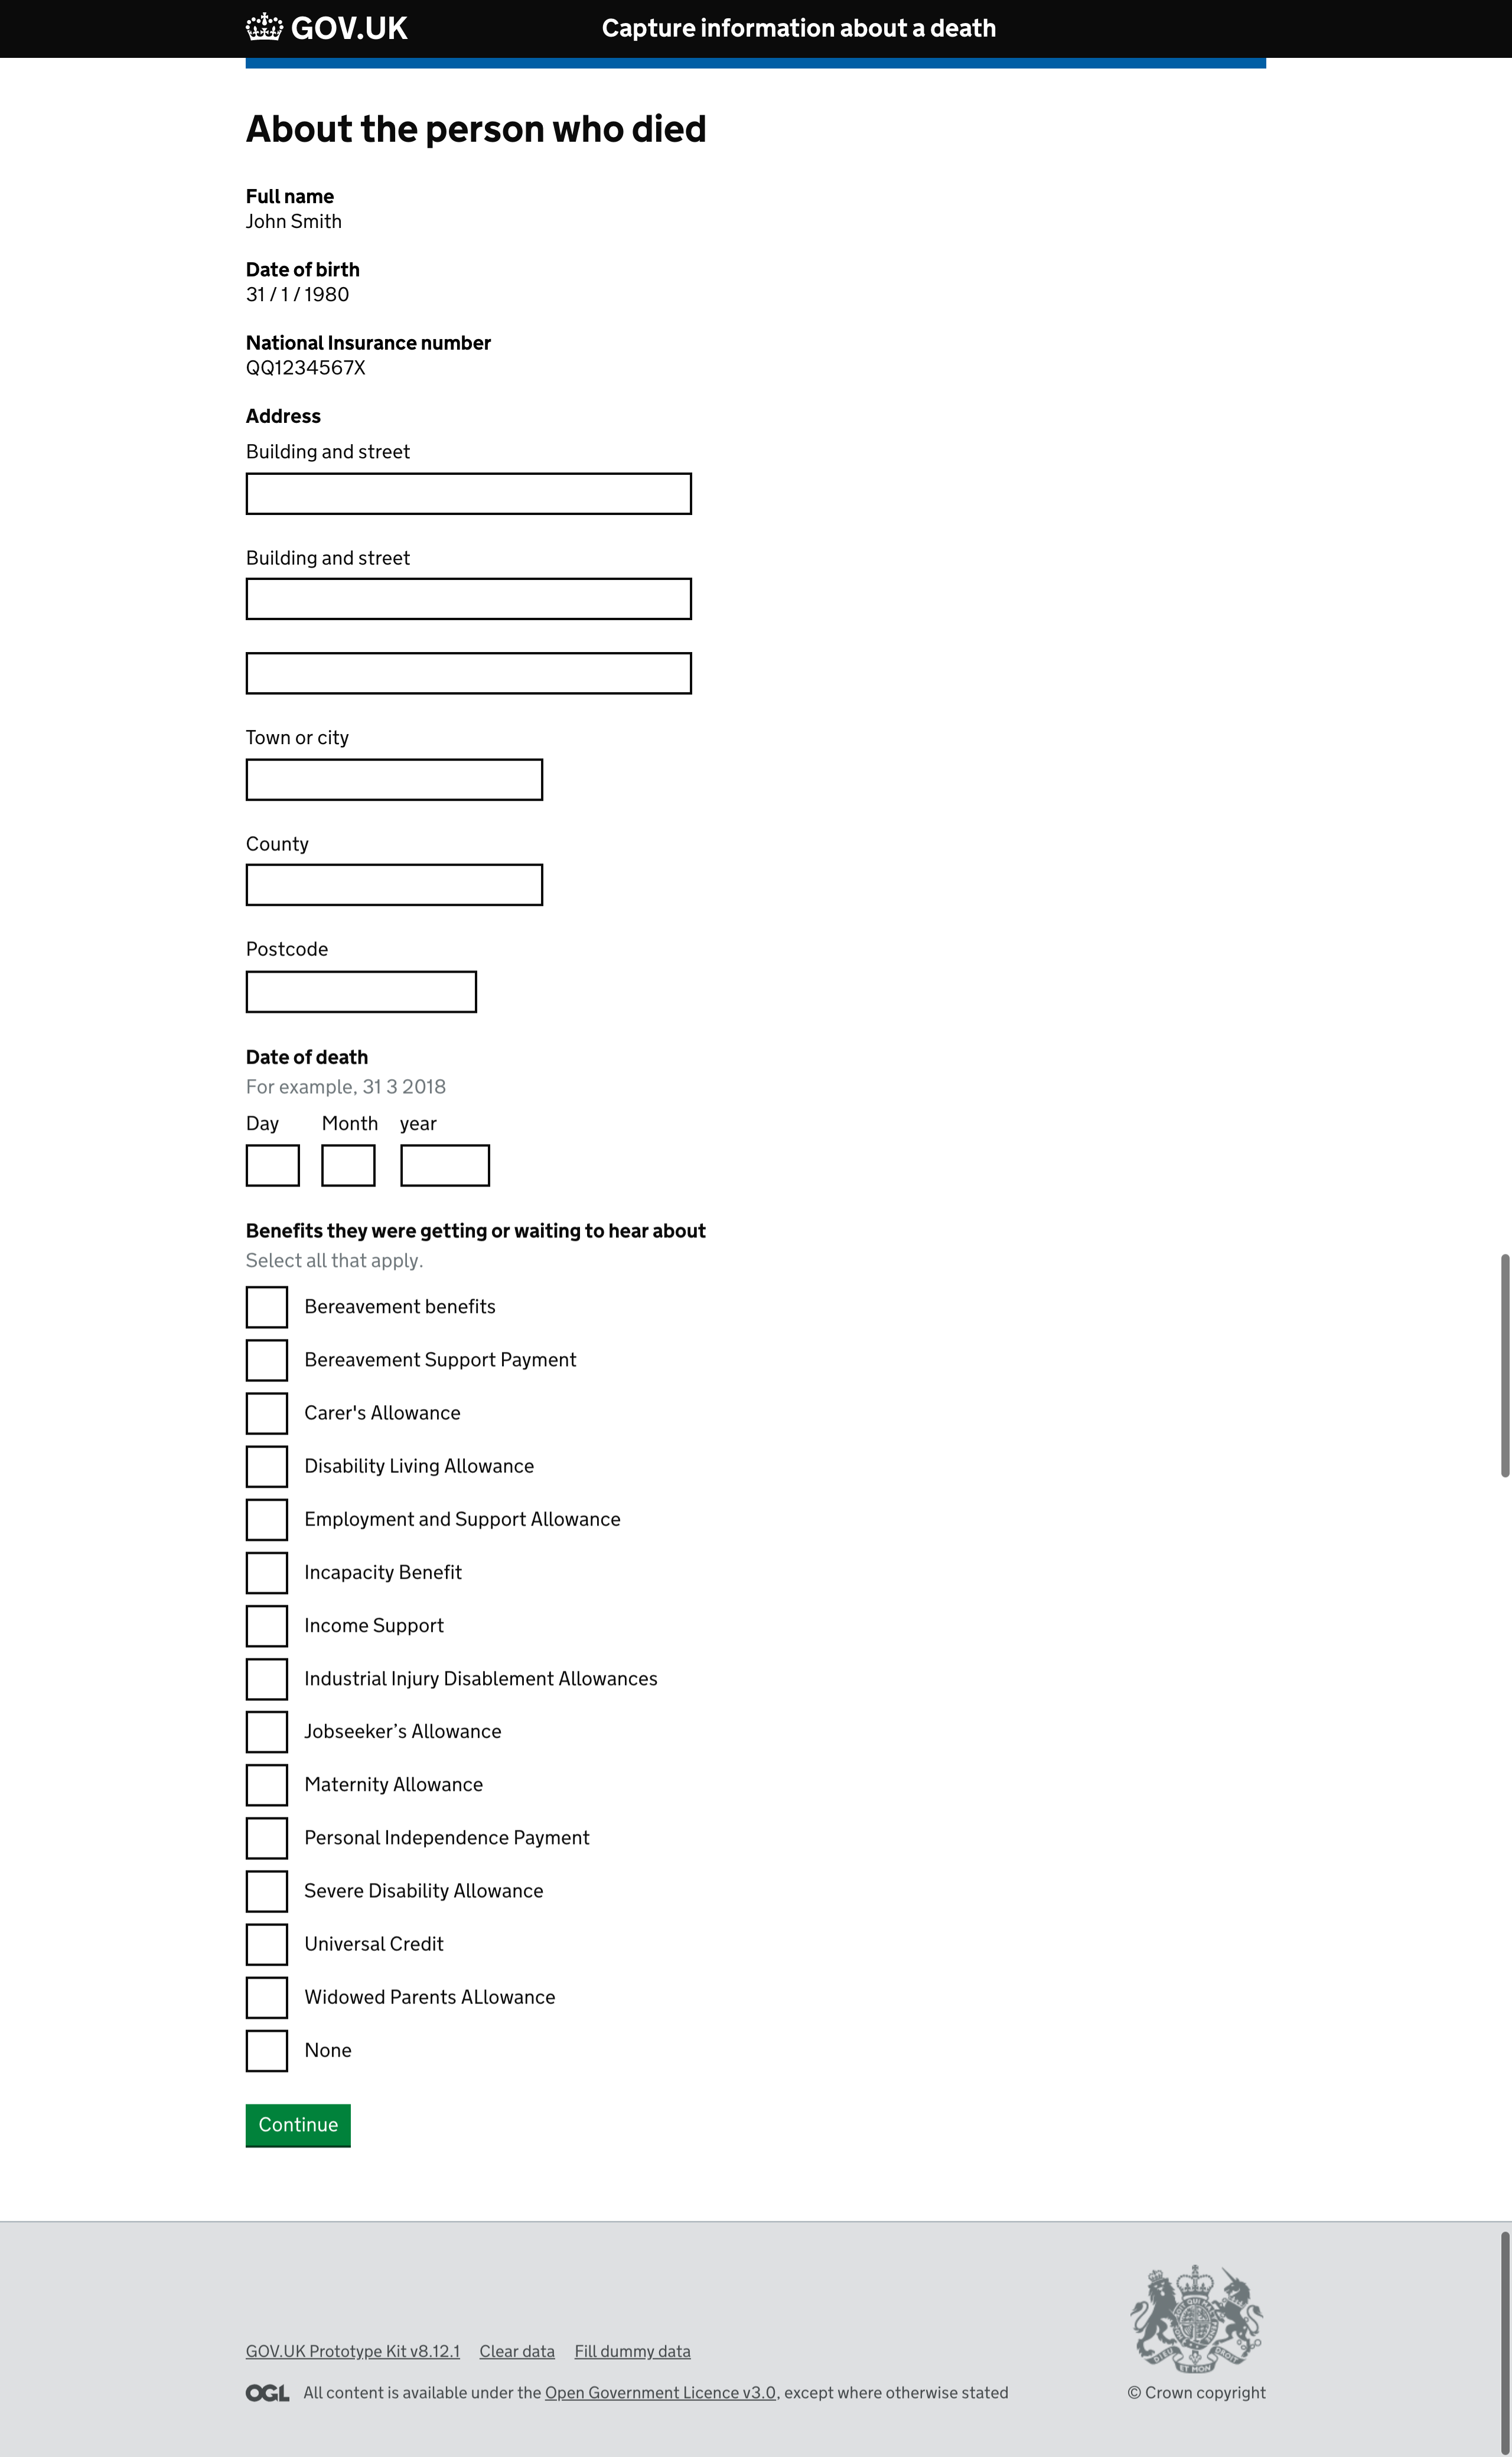 GOV.UK
Capture information about a death
About the person who died
Full name
John Smith
Date of birth
31 / 1 / 1980
National Insurance number
QQ1234567X
Address
Building and street
Building and street
Town or city
County
Postcode
Date of death
For example, 31 3 2018
Day Month year
Benefits they were getting or waiting to hear about
Select all that apply.
Bereavement benefits
Bereavement Support Payment
Carer's Allowance
Disability Living Allowance
Employment and Support Allowance
Incapacity Benefit
Income Support
Industrial Injury Disablement Allowances
Jobseeker’s Allowance
Maternity Allowance
Personal Independence Payment
Severe Disability Allowance
Universal Credit
Widowed Parents ALlowance
None
Continue
GOV.UK Prototype Kit v8.12.1 Clear data Fill dummy data
OGL All content is available under the Open Government Licence v3.0, except where otherwise stated
© Crown copyright